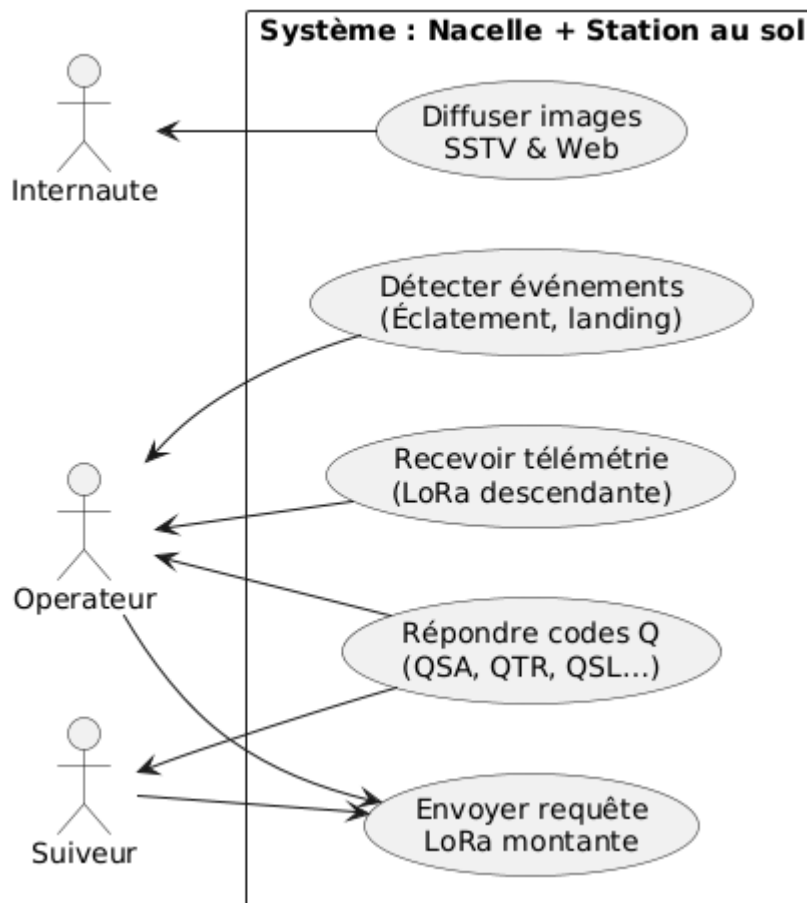 Système : Nacelle + Station au sol
Internaute
Diffuser images
SSTV & Web
Détecter événements
(Éclatement, landing)
Recevoir télémétrie
(LoRa descendante)
Operateur
Répondre codes Q
(QSA, QTR, QSL...)
Envoyer requête
LoRa montante
Suiveur